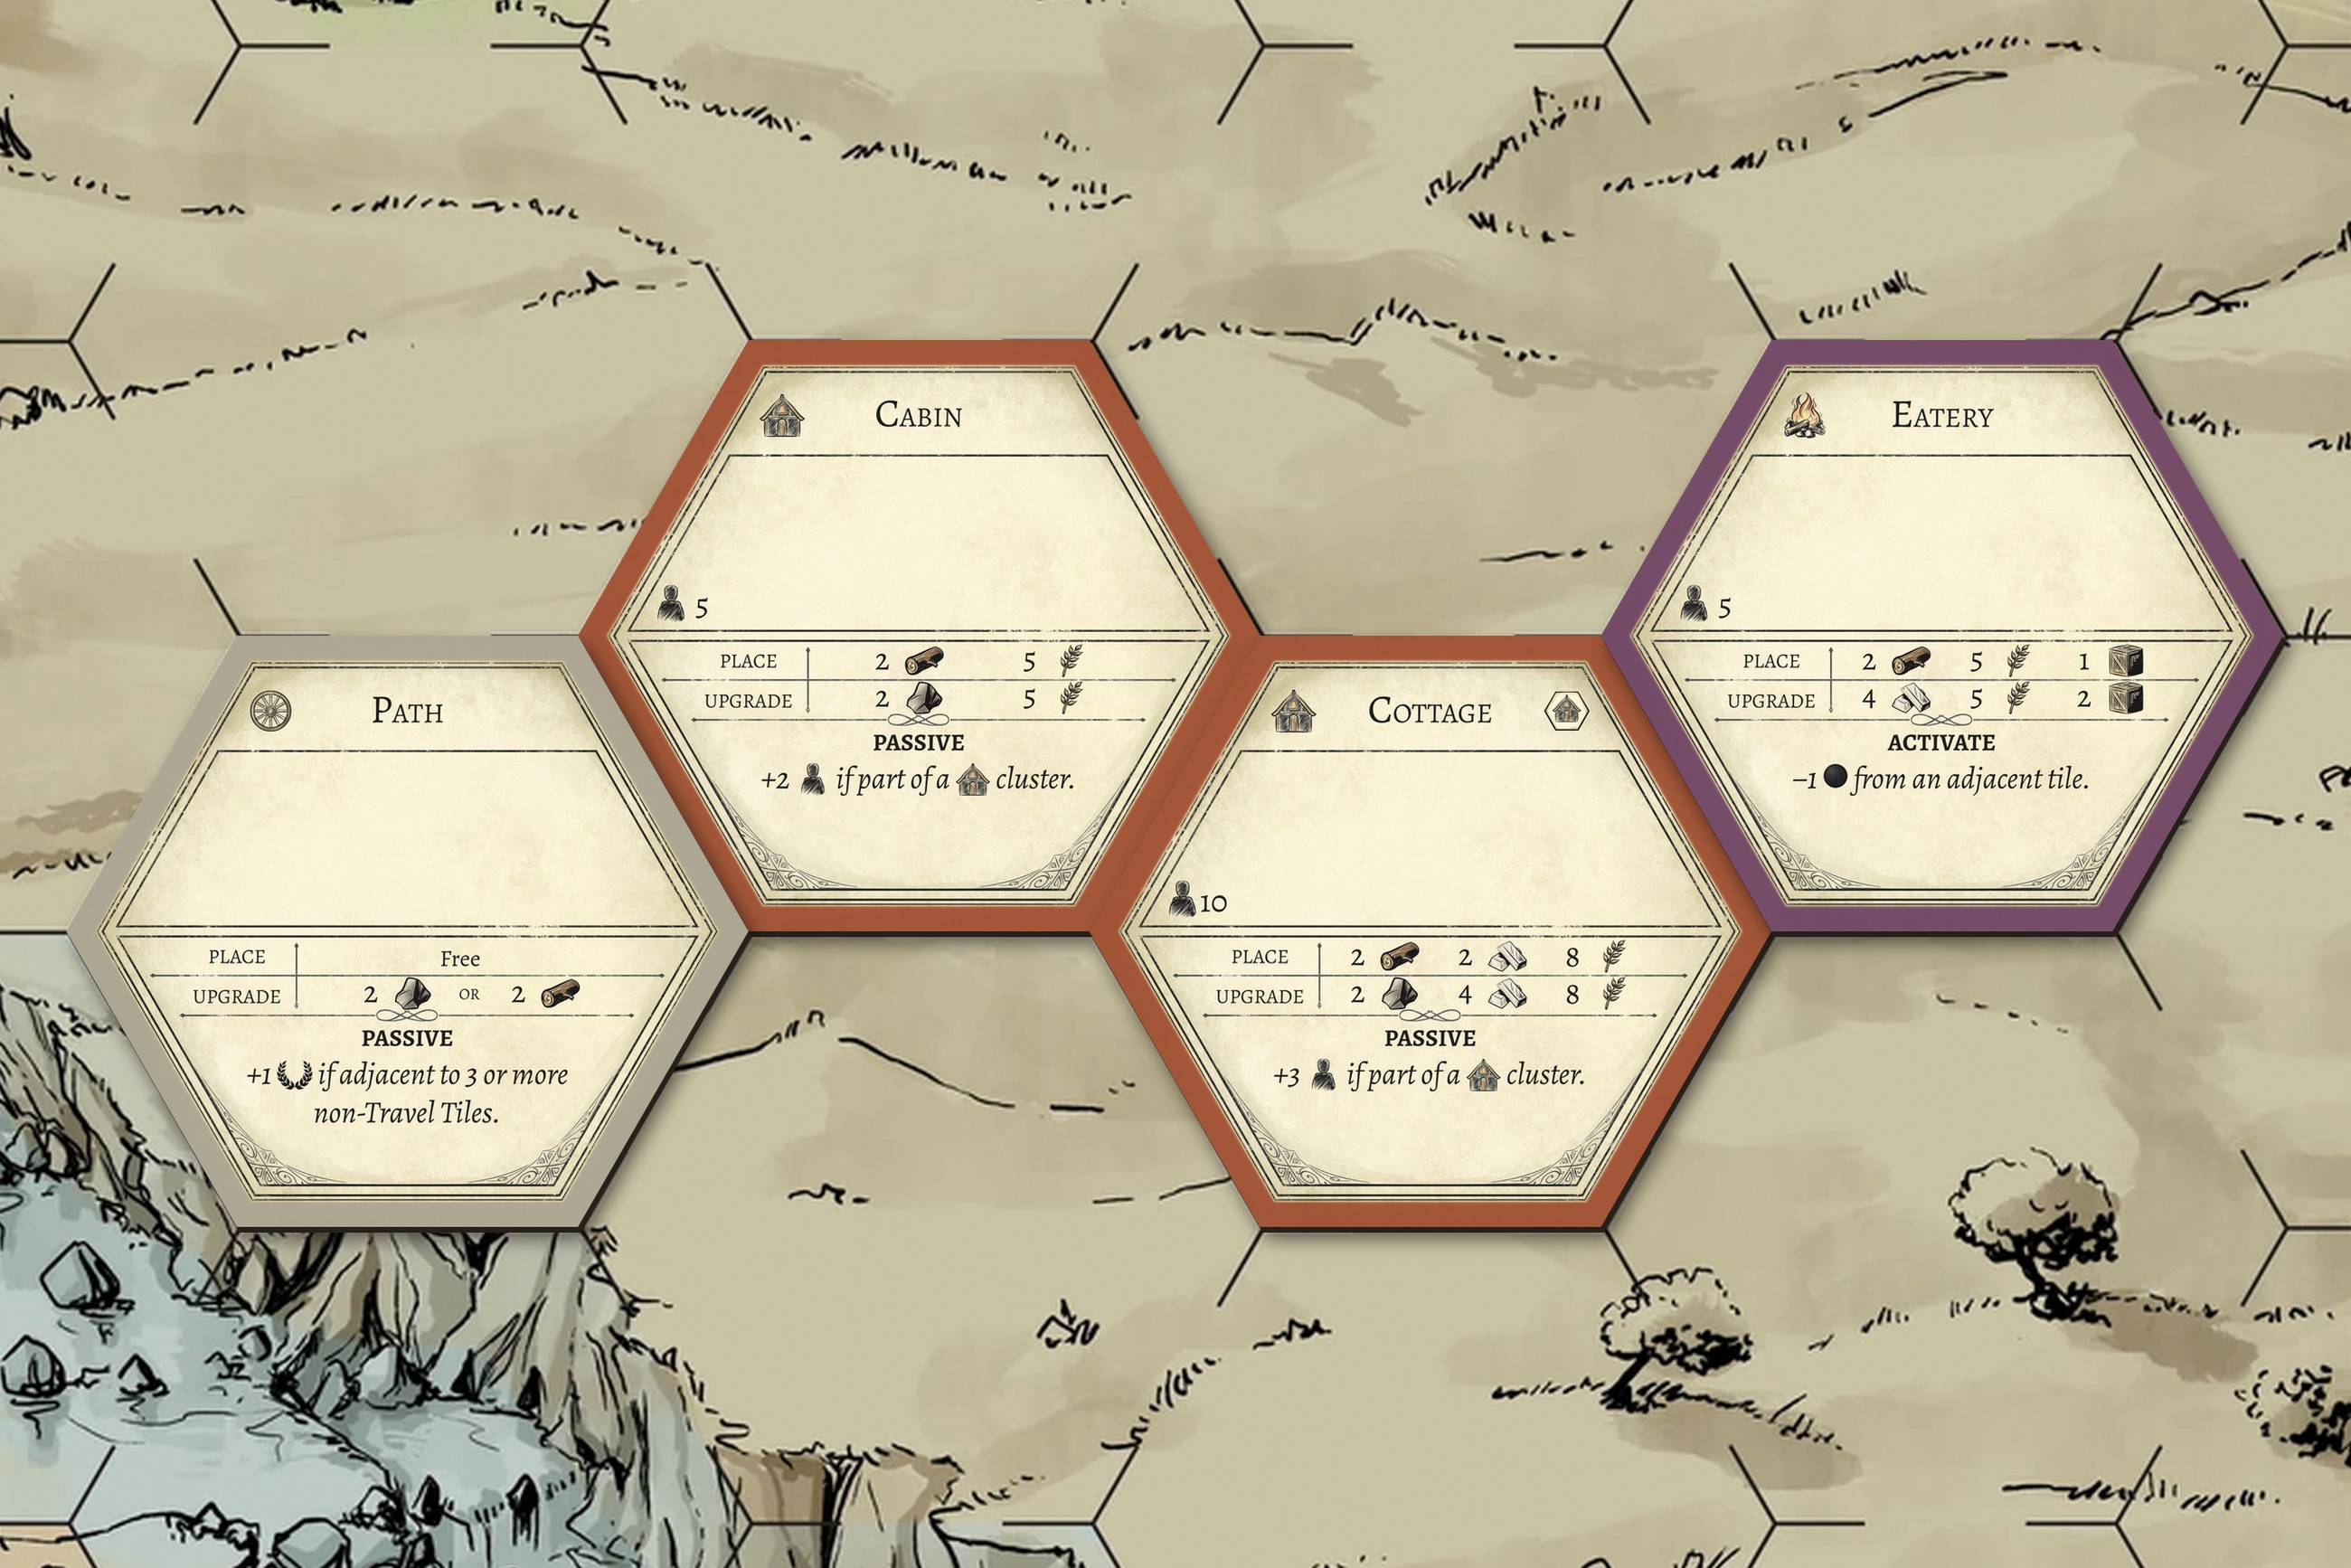 Path
PLACE Free
UPGRADE 2 OR 2
PASSIVE
+1 if adjacent to 3 or more
non-Travel Tiles.
Cabin
5
PLACE 2 5
UPGRADE 2 5
PASSIVE
+2 if part of a cluster.
Cottage
10
PLACE 2 2 8
UPGRADE 2 4 8
PASSIVE
+3 if part of a cluster.
Eatery
5
PLACE 2 5 1
UPGRADE 4 5 2
ACTIVATE
−1 from an adjacent tile.